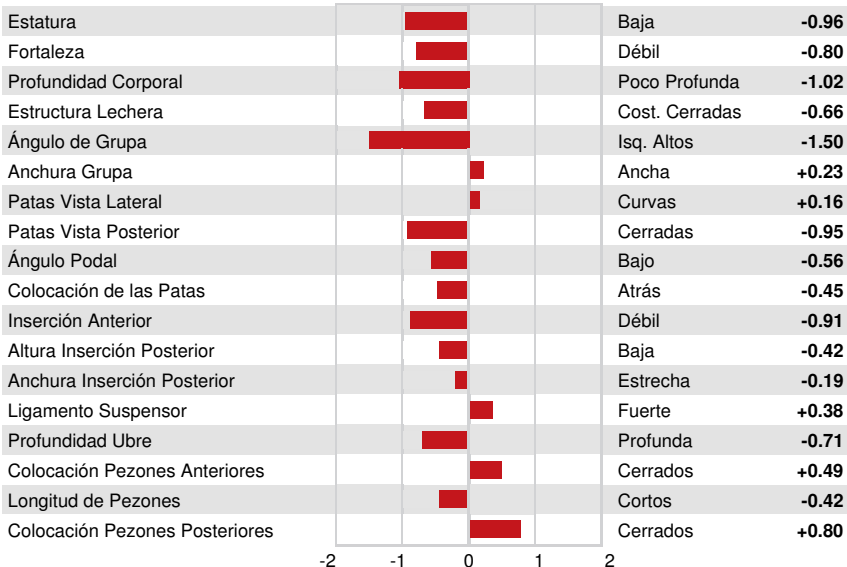 Estatura Baja -0.96
Fortaleza Débil -0.80
Profundidad Corporal Poco Profunda -1.02
Estructura Lechera Cost. Cerradas -0.66
Ángulo de Grupa Isq. Altos -1.50
Anchura Grupa Ancha +0.23
Patas Vista Lateral Curvas +0.16
Patas Vista Posterior Cerradas -0.95
Ángulo Podal Bajo -0.56
Colocación de las Patas Atrás -0.45
Inserción Anterior Débil -0.91
Altura Inserción Posterior Baja -0.42
Anchura Inserción Posterior Estrecha -0.19
Ligamento Suspensor Fuerte +0.38
Profundidad Ubre Profunda -0.71
Colocación Pezones Anteriores Cerrados +0.49
Longitud de Pezones Cortos -0.42
Colocación Pezones Posteriores Cerrados +0.80
-2 -1 0 1 2